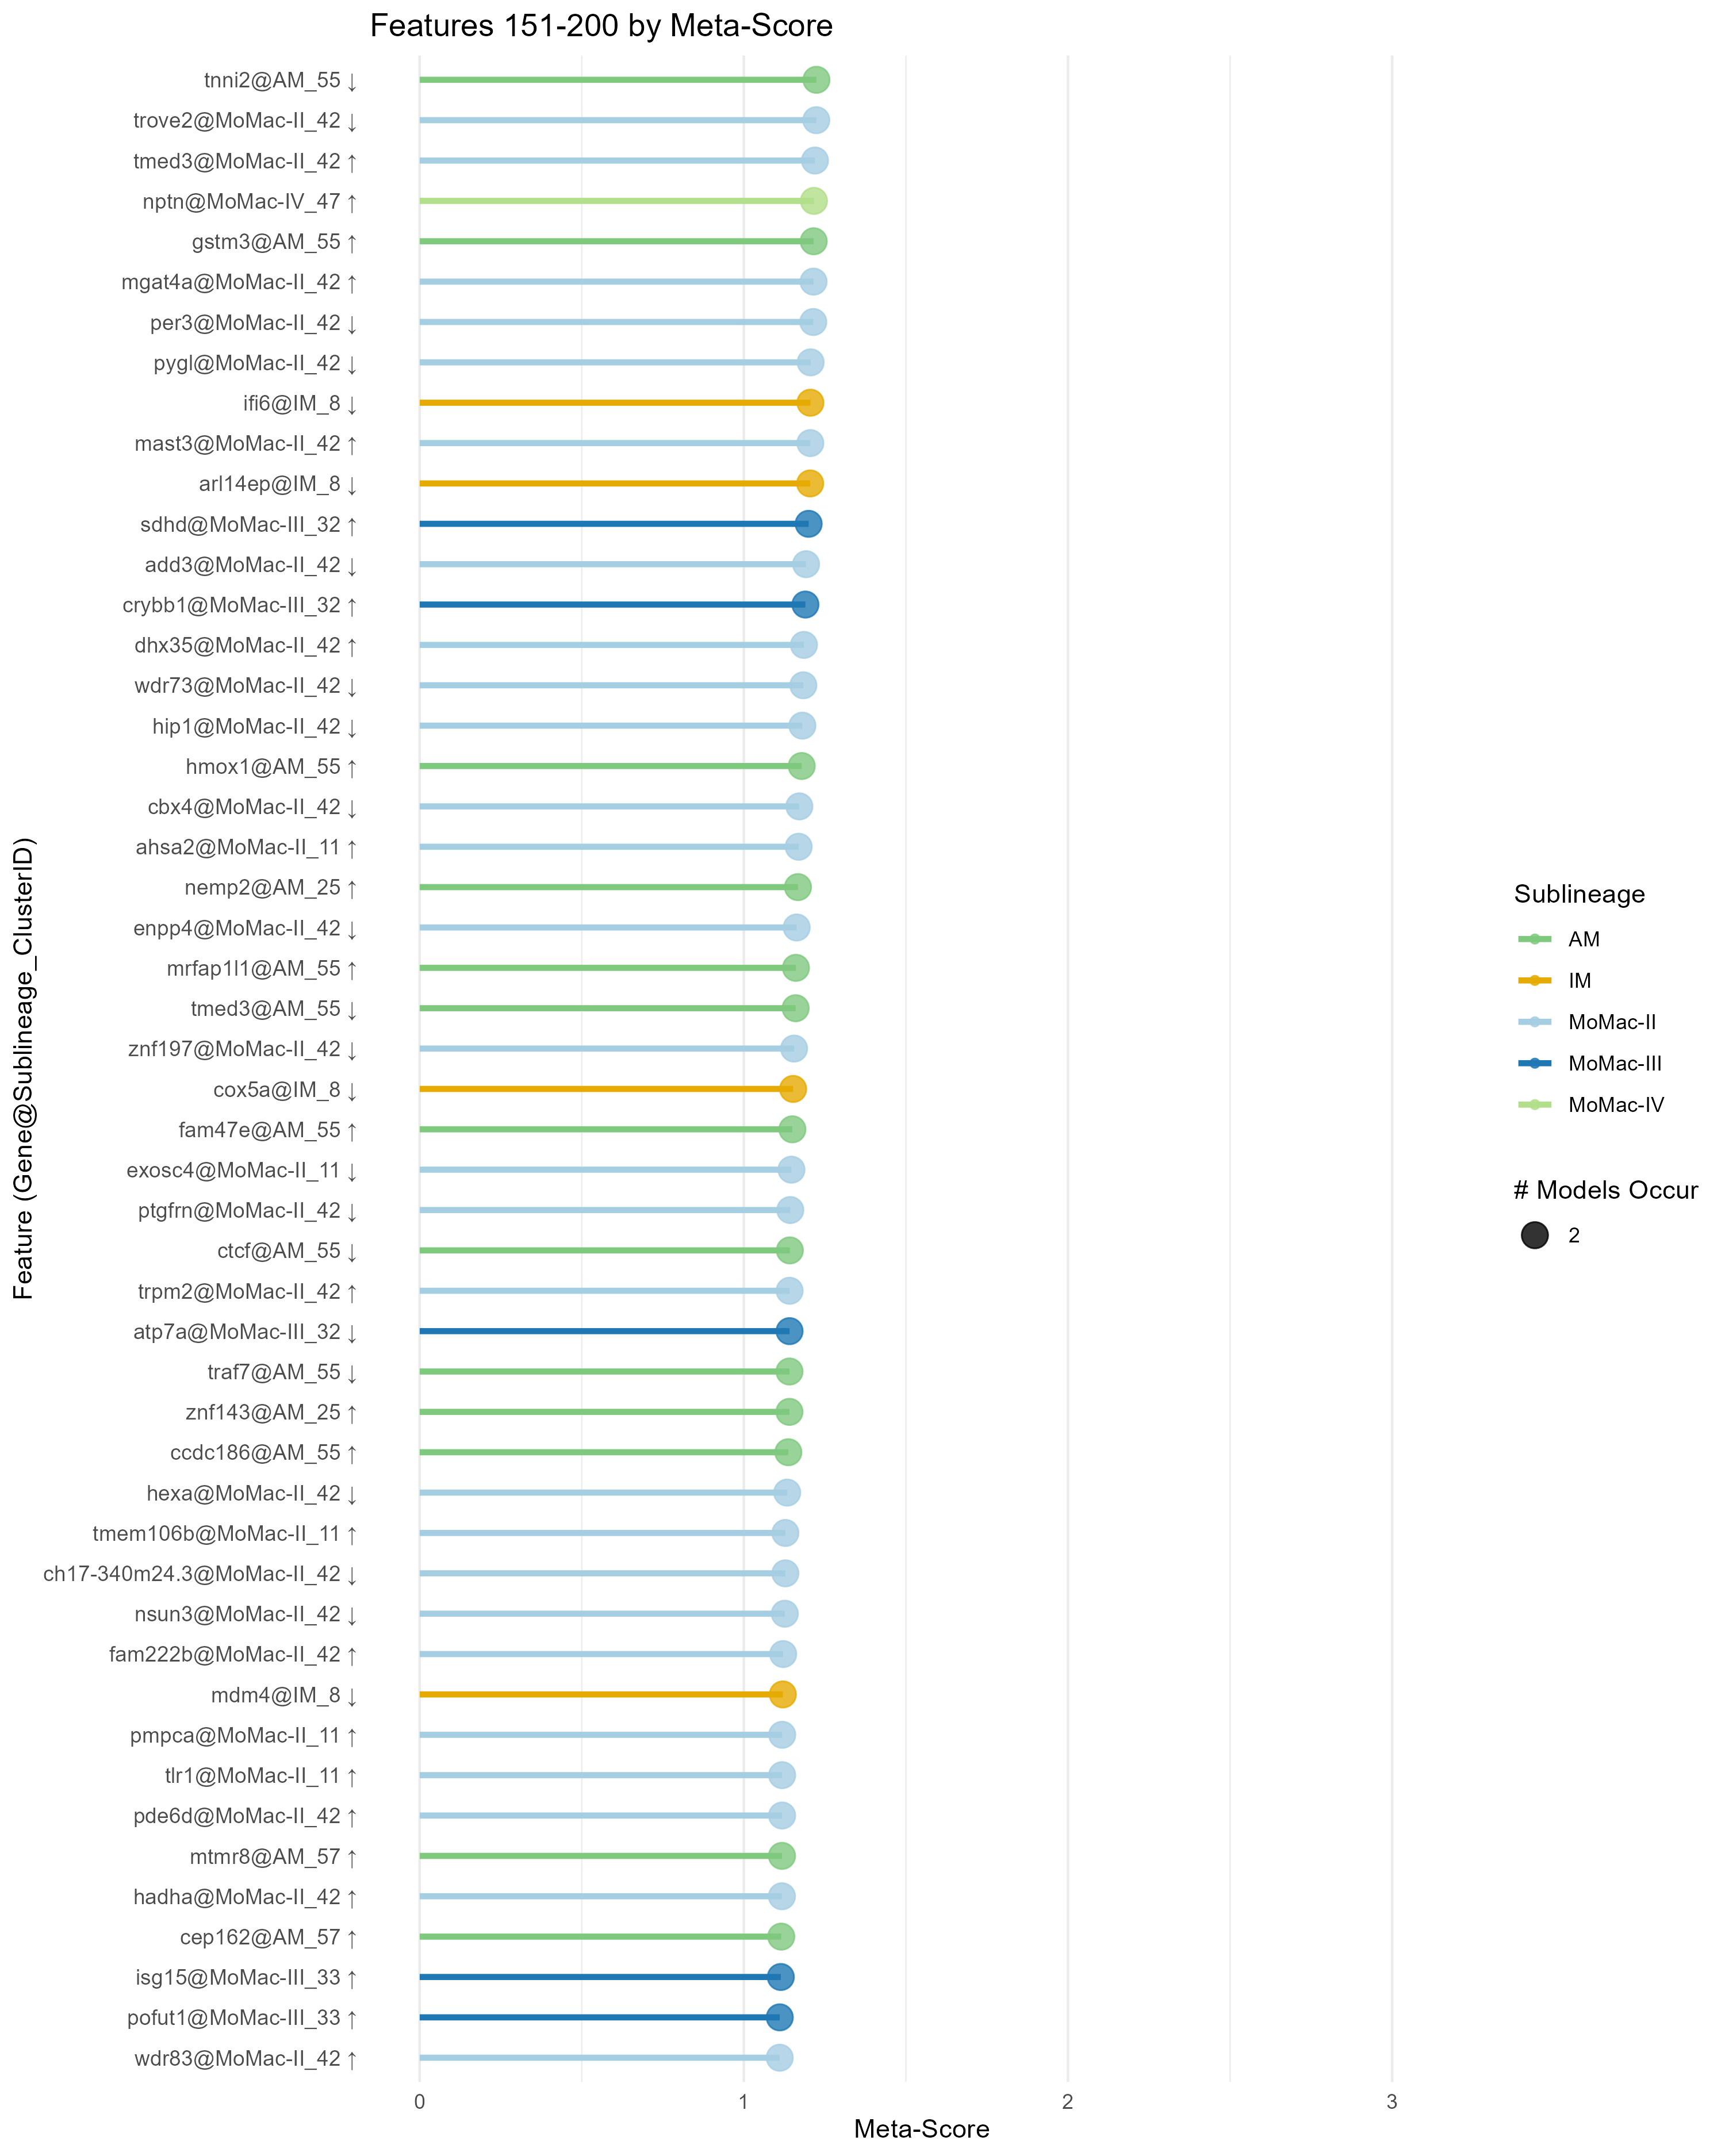 Features 151-200 by Meta-Score
tnni2@AM_55 ↓
trove2@MoMac-II_42 ↓
tmed3@MoMac-II_42 ↑
nptn@MoMac-IV_47 ↑
gstm3@AM_55 ↑
mgat4a@MoMac-II_42 ↑
per3@MoMac-II_42 ↓
pygl@MoMac-II_42 ↓
ifi6@IM_8 ↓
mast3@MoMac-II_42 ↑
arl14ep@IM_8 ↓
sdhd@MoMac-III_32 ↑
add3@MoMac-II_42 ↓
crybb1@MoMac-III_32 ↑
dhx35@MoMac-II_42 ↑
wdr73@MoMac-II_42 ↓
hip1@MoMac-II_42 ↓
hmox1@AM_55 ↑
cbx4@MoMac-II_42 ↓
ahsa2@MoMac-II_11 ↑
nemp2@AM_25 ↑
enpp4@MoMac-II_42 ↓
mrfap1l1@AM_55 ↑
tmed3@AM_55 ↓
znf197@MoMac-II_42 ↓
cox5a@IM_8 ↓
fam47e@AM_55 ↑
exosc4@MoMac-II_11 ↓
ptgfrn@MoMac-II_42 ↓
ctcf@AM_55 ↓
trpm2@MoMac-II_42 ↑
atp7a@MoMac-III_32 ↓
traf7@AM_55 ↓
znf143@AM_25 ↑
ccdc186@AM_55 ↑
hexa@MoMac-II_42 ↓
tmem106b@MoMac-II_11 ↑
ch17-340m24.3@MoMac-II_42 ↓
nsun3@MoMac-II_42 ↓
fam222b@MoMac-II_42 ↑
mdm4@IM_8 ↓
pmpca@MoMac-II_11 ↑
tlr1@MoMac-II_11 ↑
pde6d@MoMac-II_42 ↑
mtmr8@AM_57 ↑
hadha@MoMac-II_42 ↑
cep162@AM_57 ↑
isg15@MoMac-III_33 ↑
pofut1@MoMac-III_33 ↑
wdr83@MoMac-II_42 ↑
Feature (Gene@Sublineage_ClusterID)
0 1 2 3
Meta-Score
Sublineage
AM
IM
MoMac-II
MoMac-III
MoMac-IV
# Models Occur
2